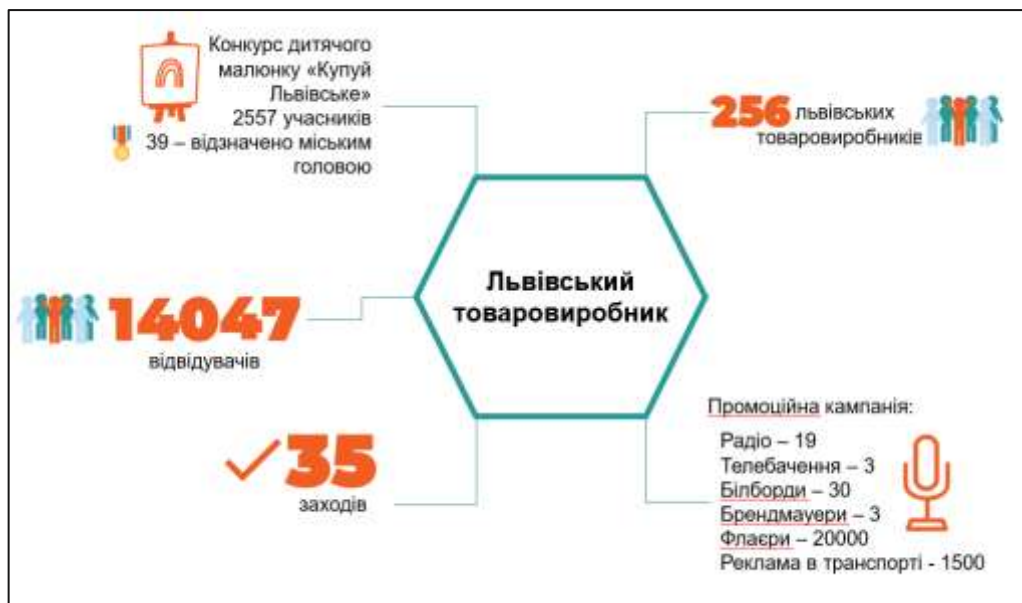 Конкурс дитячого
малюнку «Купуй
Львівське»
2557 учасників
39 – відзначено міським
головою
256 львівських
товаровиробників
Львівський
товаровиробник
14047
відвідувачів
35
заходів
Промоційна кампанія:
Радіо – 19
Телебачення – 3
Білборди – 30
Брендмауери – 3
Флаєри – 20000
Реклама в транспорті - 1500